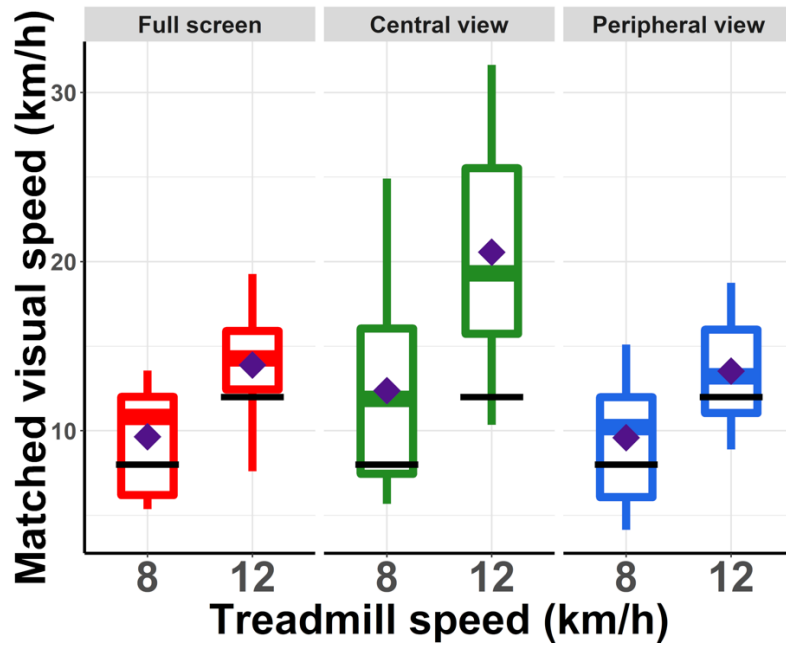 Full screen
Central view
Peripheral view
Matched visual speed (km/h)
30
20
10
8
12
8
12
8
12
Treadmill speed (km/h)